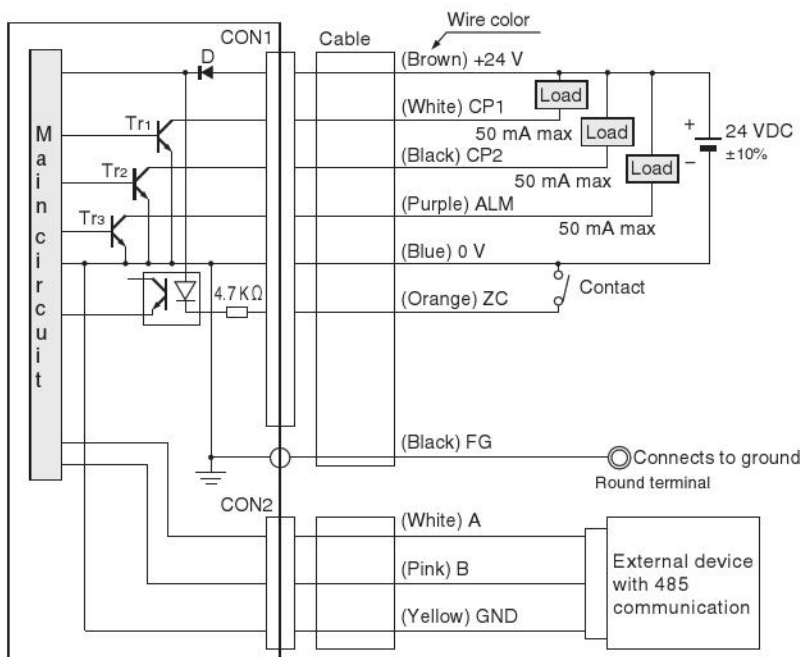 Wire color
CON1
Cable
D
(Brown) +24 V
Load
(White) CP1
Tr1
50 mA max
Load
+
24 VDC
±10%
−
(Black) CP2
Tr2
50 mA max
Load
(Purple) ALM
Tr3
50 mA max
(Blue) 0 V
Contact
4.7 KΩ
(Orange) ZC
Main circuit
(Black) FG
Connects to ground
Round terminal
CON2
(White) A
(Pink) B
(Yellow) GND
External device
with 485
communication